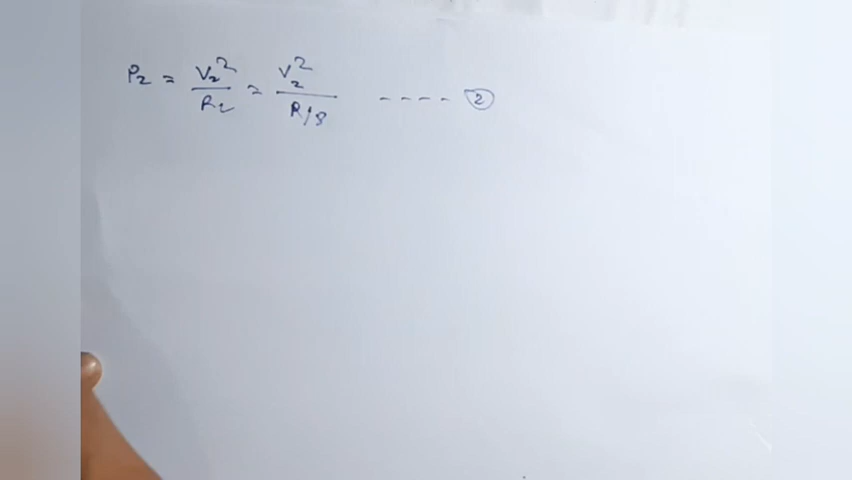 P₂ = V₂² / R₂ = V₂² / R/8 ---- ②